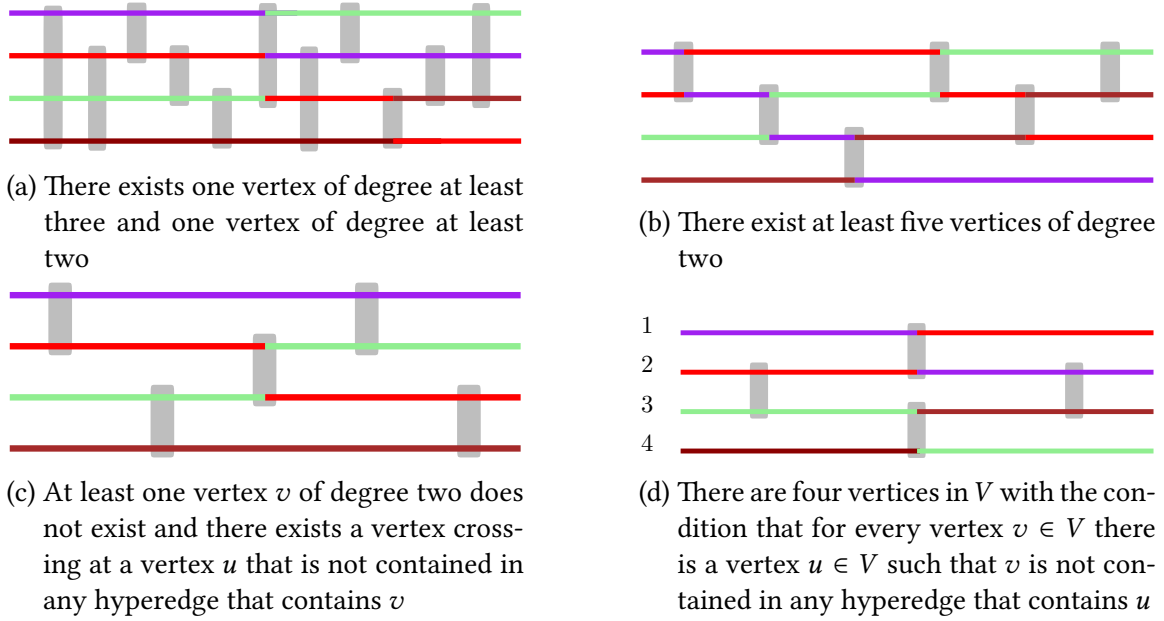 (a) There exists one vertex of degree at least
three and one vertex of degree at least
two
(b) There exist at least five vertices of degree
two
(c) At least one vertex v of degree two does
not exist and there exists a vertex cross-
ing at a vertex u that is not contained in
any hyperedge that contains v
1
2
3
4
(d) There are four vertices in V with the con-
dition that for every vertex v ∈ V there
is a vertex u ∈ V such that v is not con-
tained in any hyperedge that contains u